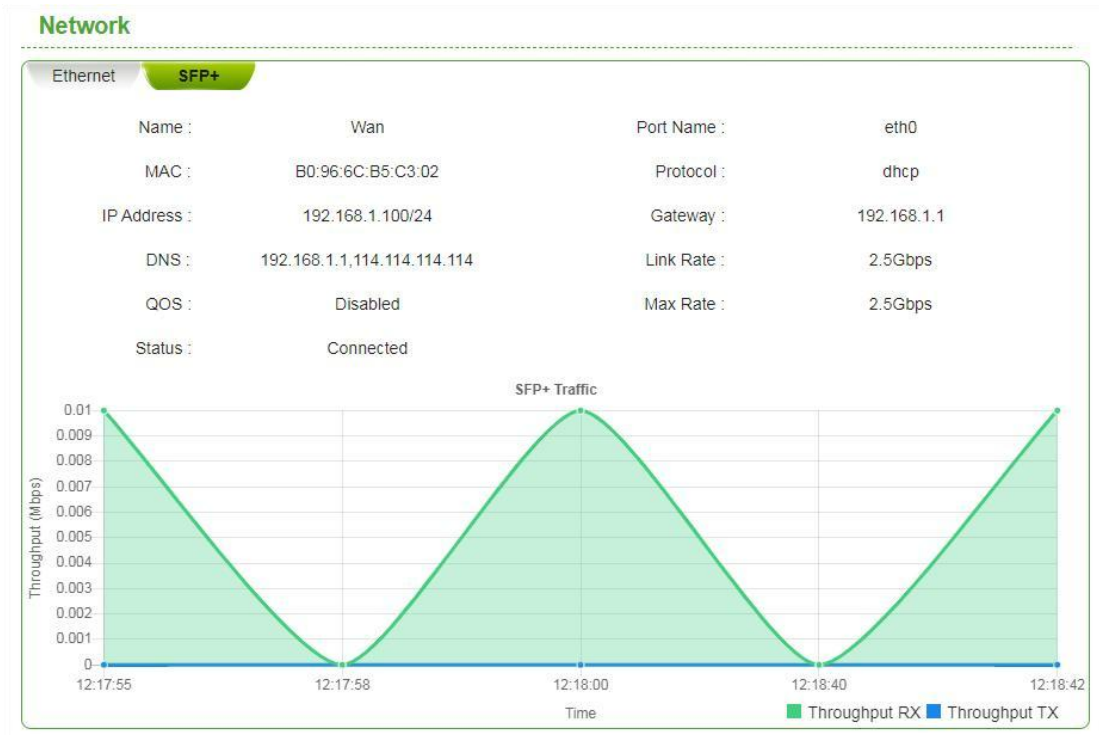 Network
Ethernet SFP+
Name : Wan Port Name : eth0
MAC : B0:96:6C:B5:C3:02 Protocol : dhcp
IP Address : 192.168.1.100/24 Gateway : 192.168.1.1
DNS : 192.168.1.1,114.114.114.114 Link Rate : 2.5Gbps
QOS : Disabled Max Rate : 2.5Gbps
Status : Connected
SFP+ Traffic
Throughput (Mbps)
0.01
0.009
0.008
0.007
0.006
0.005
0.004
0.003
0.002
0.001
0
12:17:55 12:17:58 12:18:00 12:18:40 12:18:42
Time
Throughput RX Throughput TX